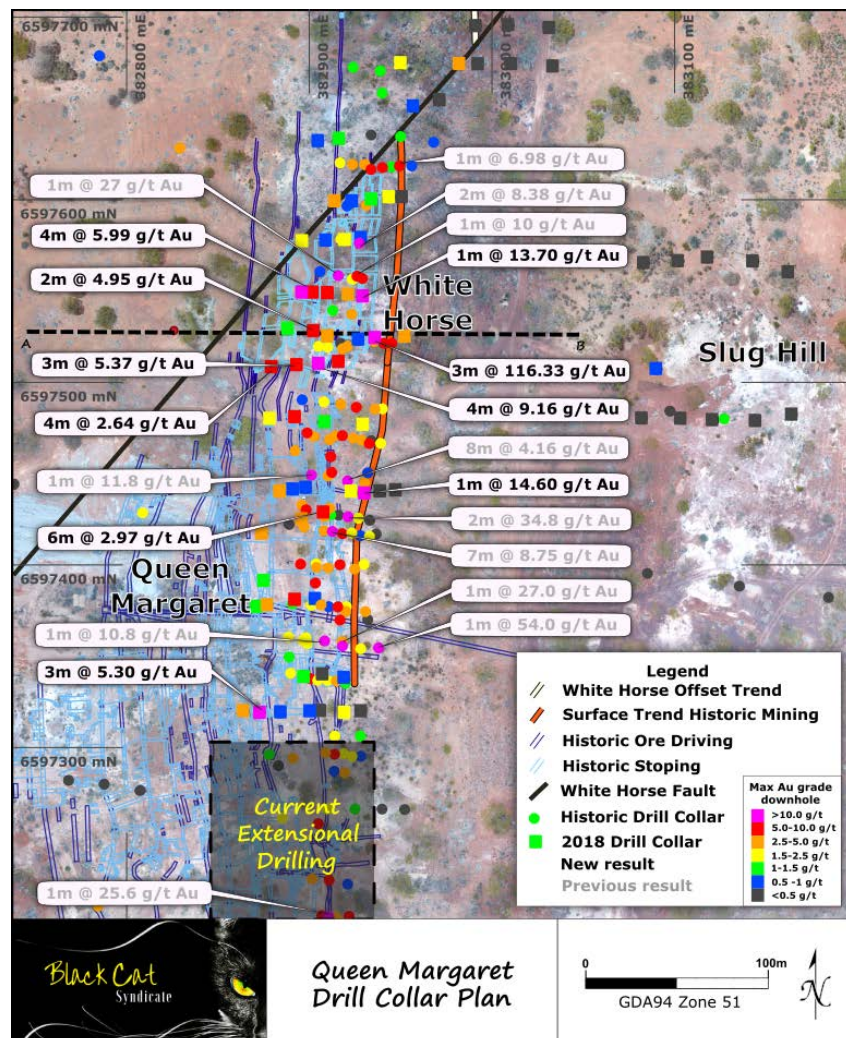 6597700 mN
382800 mE
382900 mE
383000 mE
383100 mE
1m @ 6.98 g/t Au
1m @ 27 g/t Au
2m @ 8.38 g/t Au
6597600 mN
1m @ 10 g/t Au
4m @ 5.99 g/t Au
1m @ 13.70 g/t Au
2m @ 4.95 g/t Au
White
Horse
A
B
Slug Hill
3m @ 5.37 g/t Au
3m @ 116.33 g/t Au
6597500 mN
4m @ 9.16 g/t Au
4m @ 2.64 g/t Au
8m @ 4.16 g/t Au
1m @ 11.8 g/t Au
1m @ 14.60 g/t Au
2m @ 34.8 g/t Au
6m @ 2.97 g/t Au
7m @ 8.75 g/t Au
6597400 mN
Queen
Margaret
1m @ 27.0 g/t Au
1m @ 10.8 g/t Au
1m @ 54.0 g/t Au
3m @ 5.30 g/t Au
6597300 mN
Current
Extensional
Drilling
1m @ 25.6 g/t Au
Legend
White Horse Offset Trend
Surface Trend Historic Mining
Historic Ore Driving
Historic Stoping
White Horse Fault
Historic Drill Collar
2018 Drill Collar
New result
Previous result
Max Au grade
downhole
>10.0 g/t
5.0-10.0 g/t
2.5-5.0 g/t
1.5-2.5 g/t
1-1.5 g/t
0.5 -1 g/t
<0.5 g/t
Black Cat
Syndicate
Queen Margaret
Drill Collar Plan
0
100m
GDA94 Zone 51
N